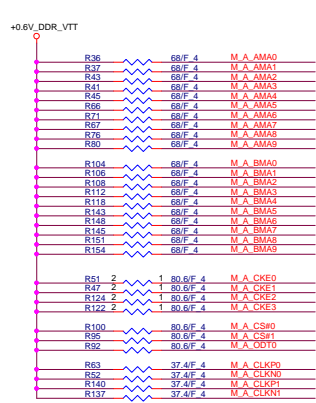 +0.6V_DDR_VTT
R36 68/F_4 M_A_AMA0
R37 68/F_4 M_A_AMA1
R43 68/F_4 M_A_AMA2
R41 68/F_4 M_A_AMA3
R45 68/F_4 M_A_AMA4
R66 68/F_4 M_A_AMA5
R71 68/F_4 M_A_AMA6
R67 68/F_4 M_A_AMA7
R76 68/F_4 M_A_AMA8
R80 68/F_4 M_A_AMA9
R104 68/F_4 M_A_BMA0
R106 68/F_4 M_A_BMA1
R108 68/F_4 M_A_BMA2
R112 68/F_4 M_A_BMA3
R118 68/F_4 M_A_BMA4
R143 68/F_4 M_A_BMA5
R148 68/F_4 M_A_BMA6
R145 68/F_4 M_A_BMA7
R151 68/F_4 M_A_BMA8
R154 68/F_4 M_A_BMA9
R51 2 1 80.6/F_4 M_A_CKE0
R47 2 1 80.6/F_4 M_A_CKE1
R124 2 1 80.6/F_4 M_A_CKE2
R122 2 1 80.6/F_4 M_A_CKE3
R100 80.6/F_4 M_A_CS#0
R95 80.6/F_4 M_A_CS#1
R92 80.6/F_4 M_A_ODT0
R63 37.4/F_4 M_A_CLKP0
R52 37.4/F_4 M_A_CLKN0
R140 37.4/F_4 M_A_CLKP1
R137 37.4/F_4 M_A_CLKN1